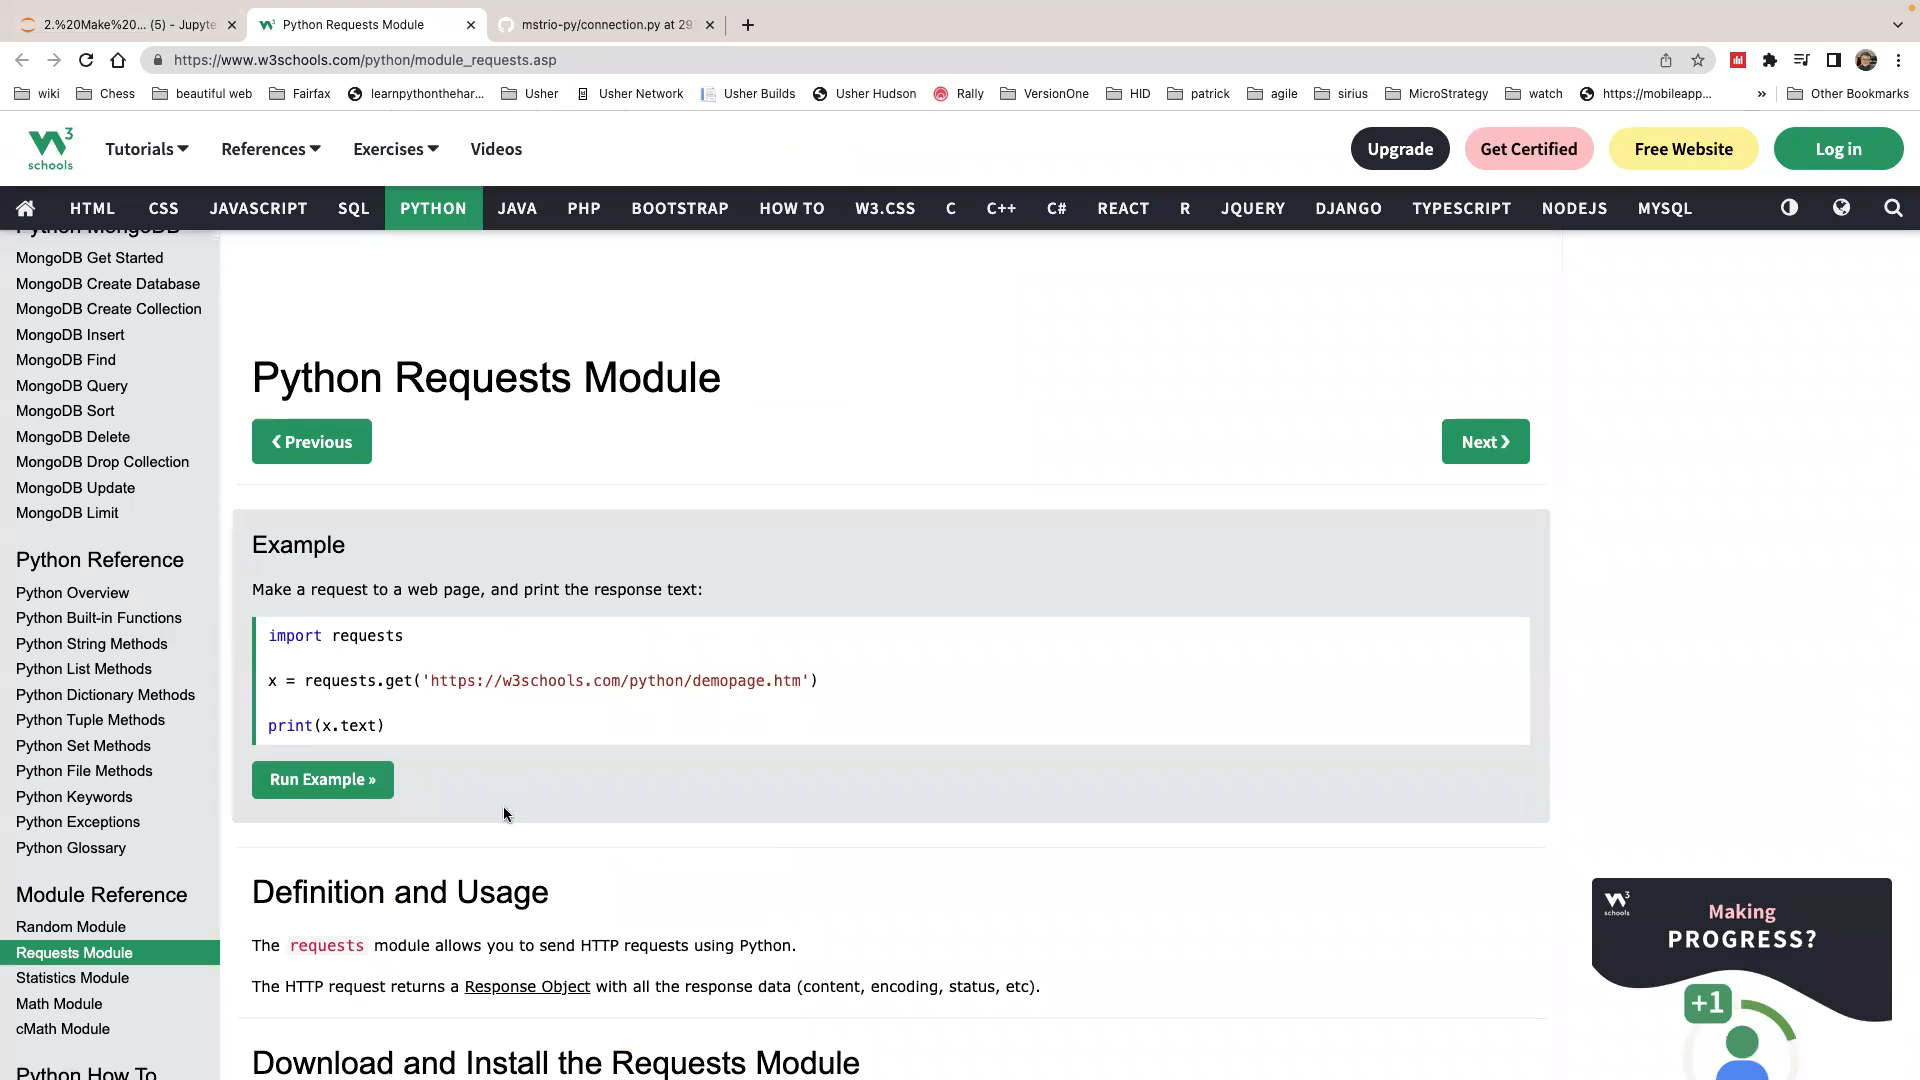 2.%20Make%20... (5) - Jupyte
Python Requests Module
mstrio-py/connection.py at 29
https://www.w3schools.com/python/module_requests.asp
wiki
Chess
beautiful web
Fairfax
learnpythonthehar...
Usher
Usher Network
Usher Builds
Usher Hudson
Rally
VersionOne
HID
patrick
agile
sirius
MicroStrategy
watch
https://mobileapp...
»
Other Bookmarks
W3
schools
Tutorials
References
Exercises
Videos
Upgrade
Get Certified
Free Website
Log in
HTML
CSS
JAVASCRIPT
SQL
PYTHON
JAVA
PHP
BOOTSTRAP
HOW TO
W3.CSS
C
C++
C#
REACT
R
JQUERY
DJANGO
TYPESCRIPT
NODEJS
MYSQL
Python MongoDB
MongoDB Get Started
MongoDB Create Database
MongoDB Create Collection
MongoDB Insert
MongoDB Find
MongoDB Query
MongoDB Sort
MongoDB Delete
MongoDB Drop Collection
MongoDB Update
MongoDB Limit
Python Reference
Python Overview
Python Built-in Functions
Python String Methods
Python List Methods
Python Dictionary Methods
Python Tuple Methods
Python Set Methods
Python File Methods
Python Keywords
Python Exceptions
Python Glossary
Module Reference
Random Module
Requests Module
Statistics Module
Math Module
cMath Module
Python How To
Python Requests Module
❮ Previous
Next ❯
Example
Make a request to a web page, and print the response text:
import requests
x = requests.get('https://w3schools.com/python/demopage.htm')
print(x.text)
Run Example »
Definition and Usage
The requests module allows you to send HTTP requests using Python.
The HTTP request returns a Response Object with all the response data (content, encoding, status, etc).
Download and Install the Requests Module
W3
schools
Making
PROGRESS?
+1